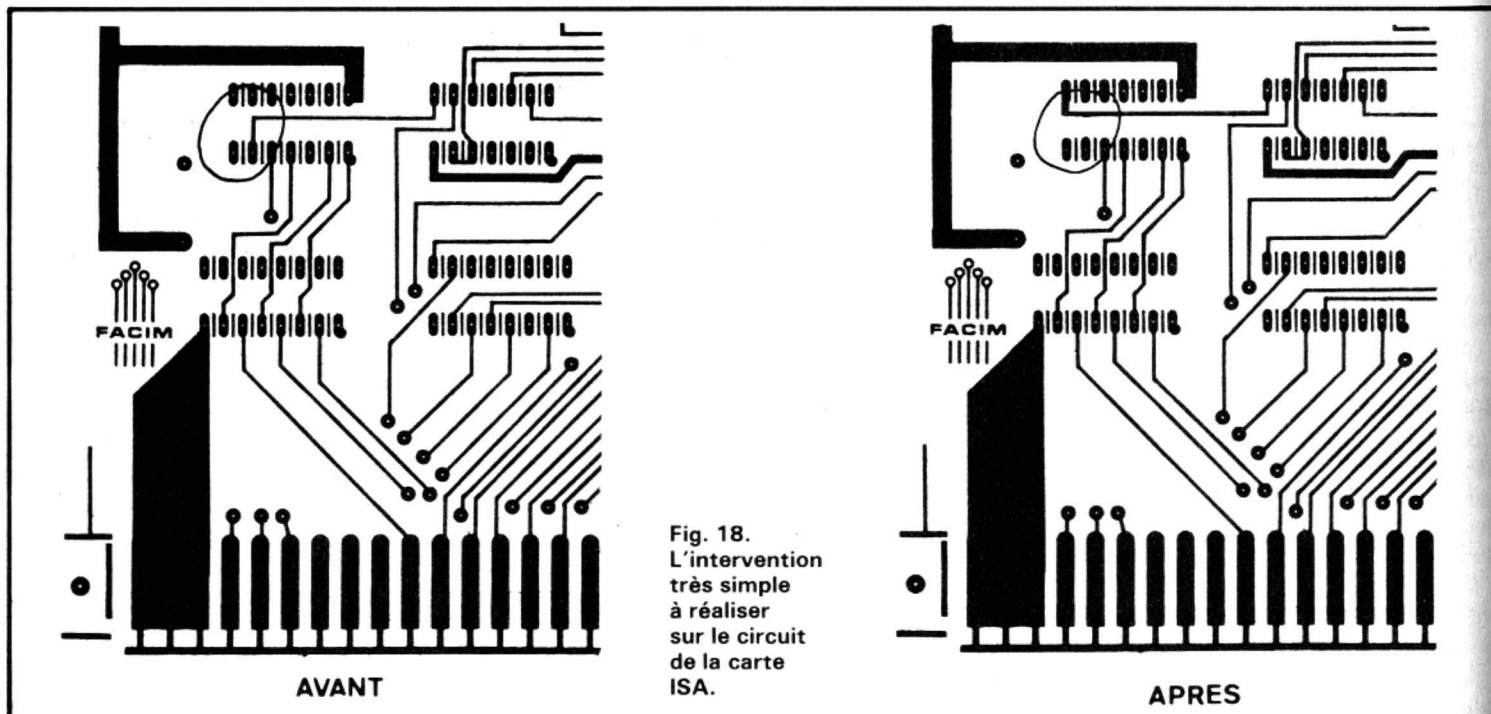 FACIM
FACIM
Fig. 18.
L'intervention
très simple
à réaliser
sur le circuit
de la carte
ISA.
AVANT
APRES